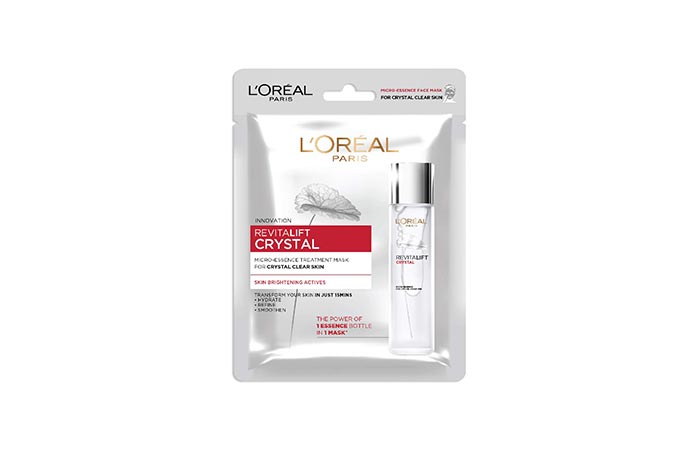 L'ORÉAL
PARIS
MICRO-ESSENCE FACE MASK
FOR CRYSTAL CLEAR SKIN
L'ORÉAL
PARIS
INNOVATION
REVITALIFT
CRYSTAL
MICRO-ESSENCE TREATMENT MASK
FOR CRYSTAL CLEAR SKIN
SKIN BRIGHTENING ACTIVES
TRANSFORM YOUR SKIN IN JUST 15MINS
• HYDRATE
• REFINE
• SMOOTHEN
THE POWER OF
1 ESSENCE BOTTLE
IN 1 MASK*
L'ORÉAL
PARIS
REVITALIFT
CRYSTAL